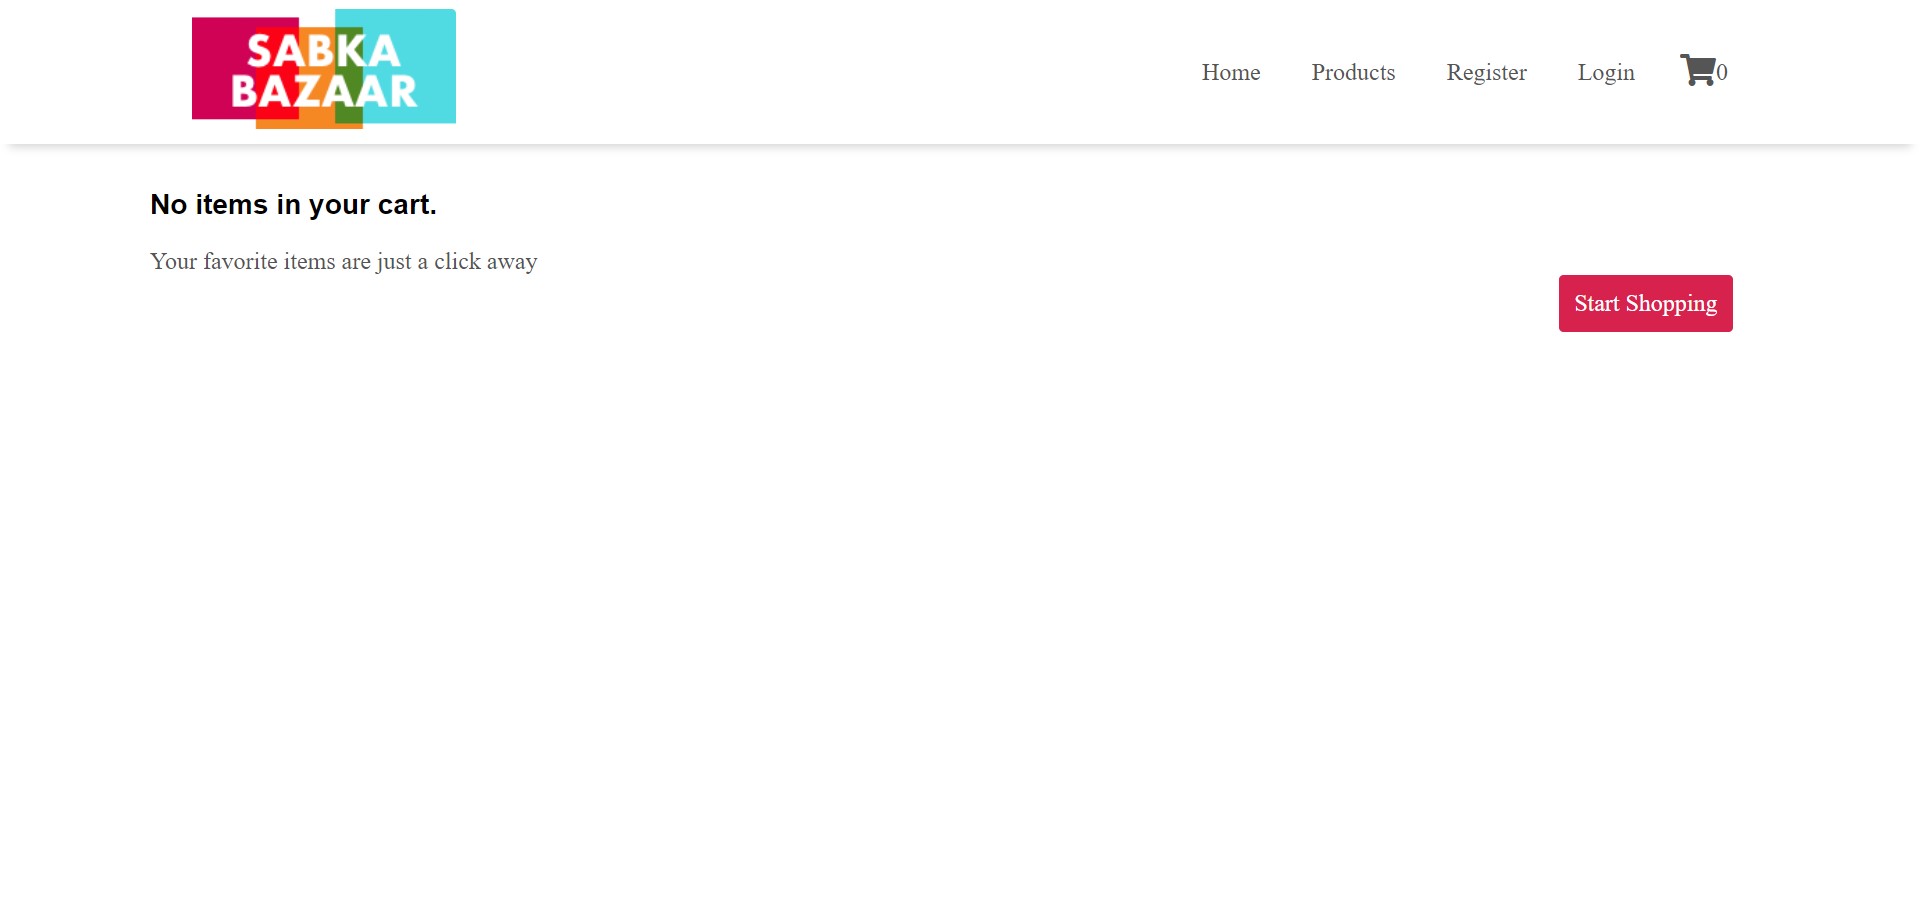 SABKA
BAZAAR
Home Products Register Login 0
No items in your cart.
Your favorite items are just a click away
Start Shopping